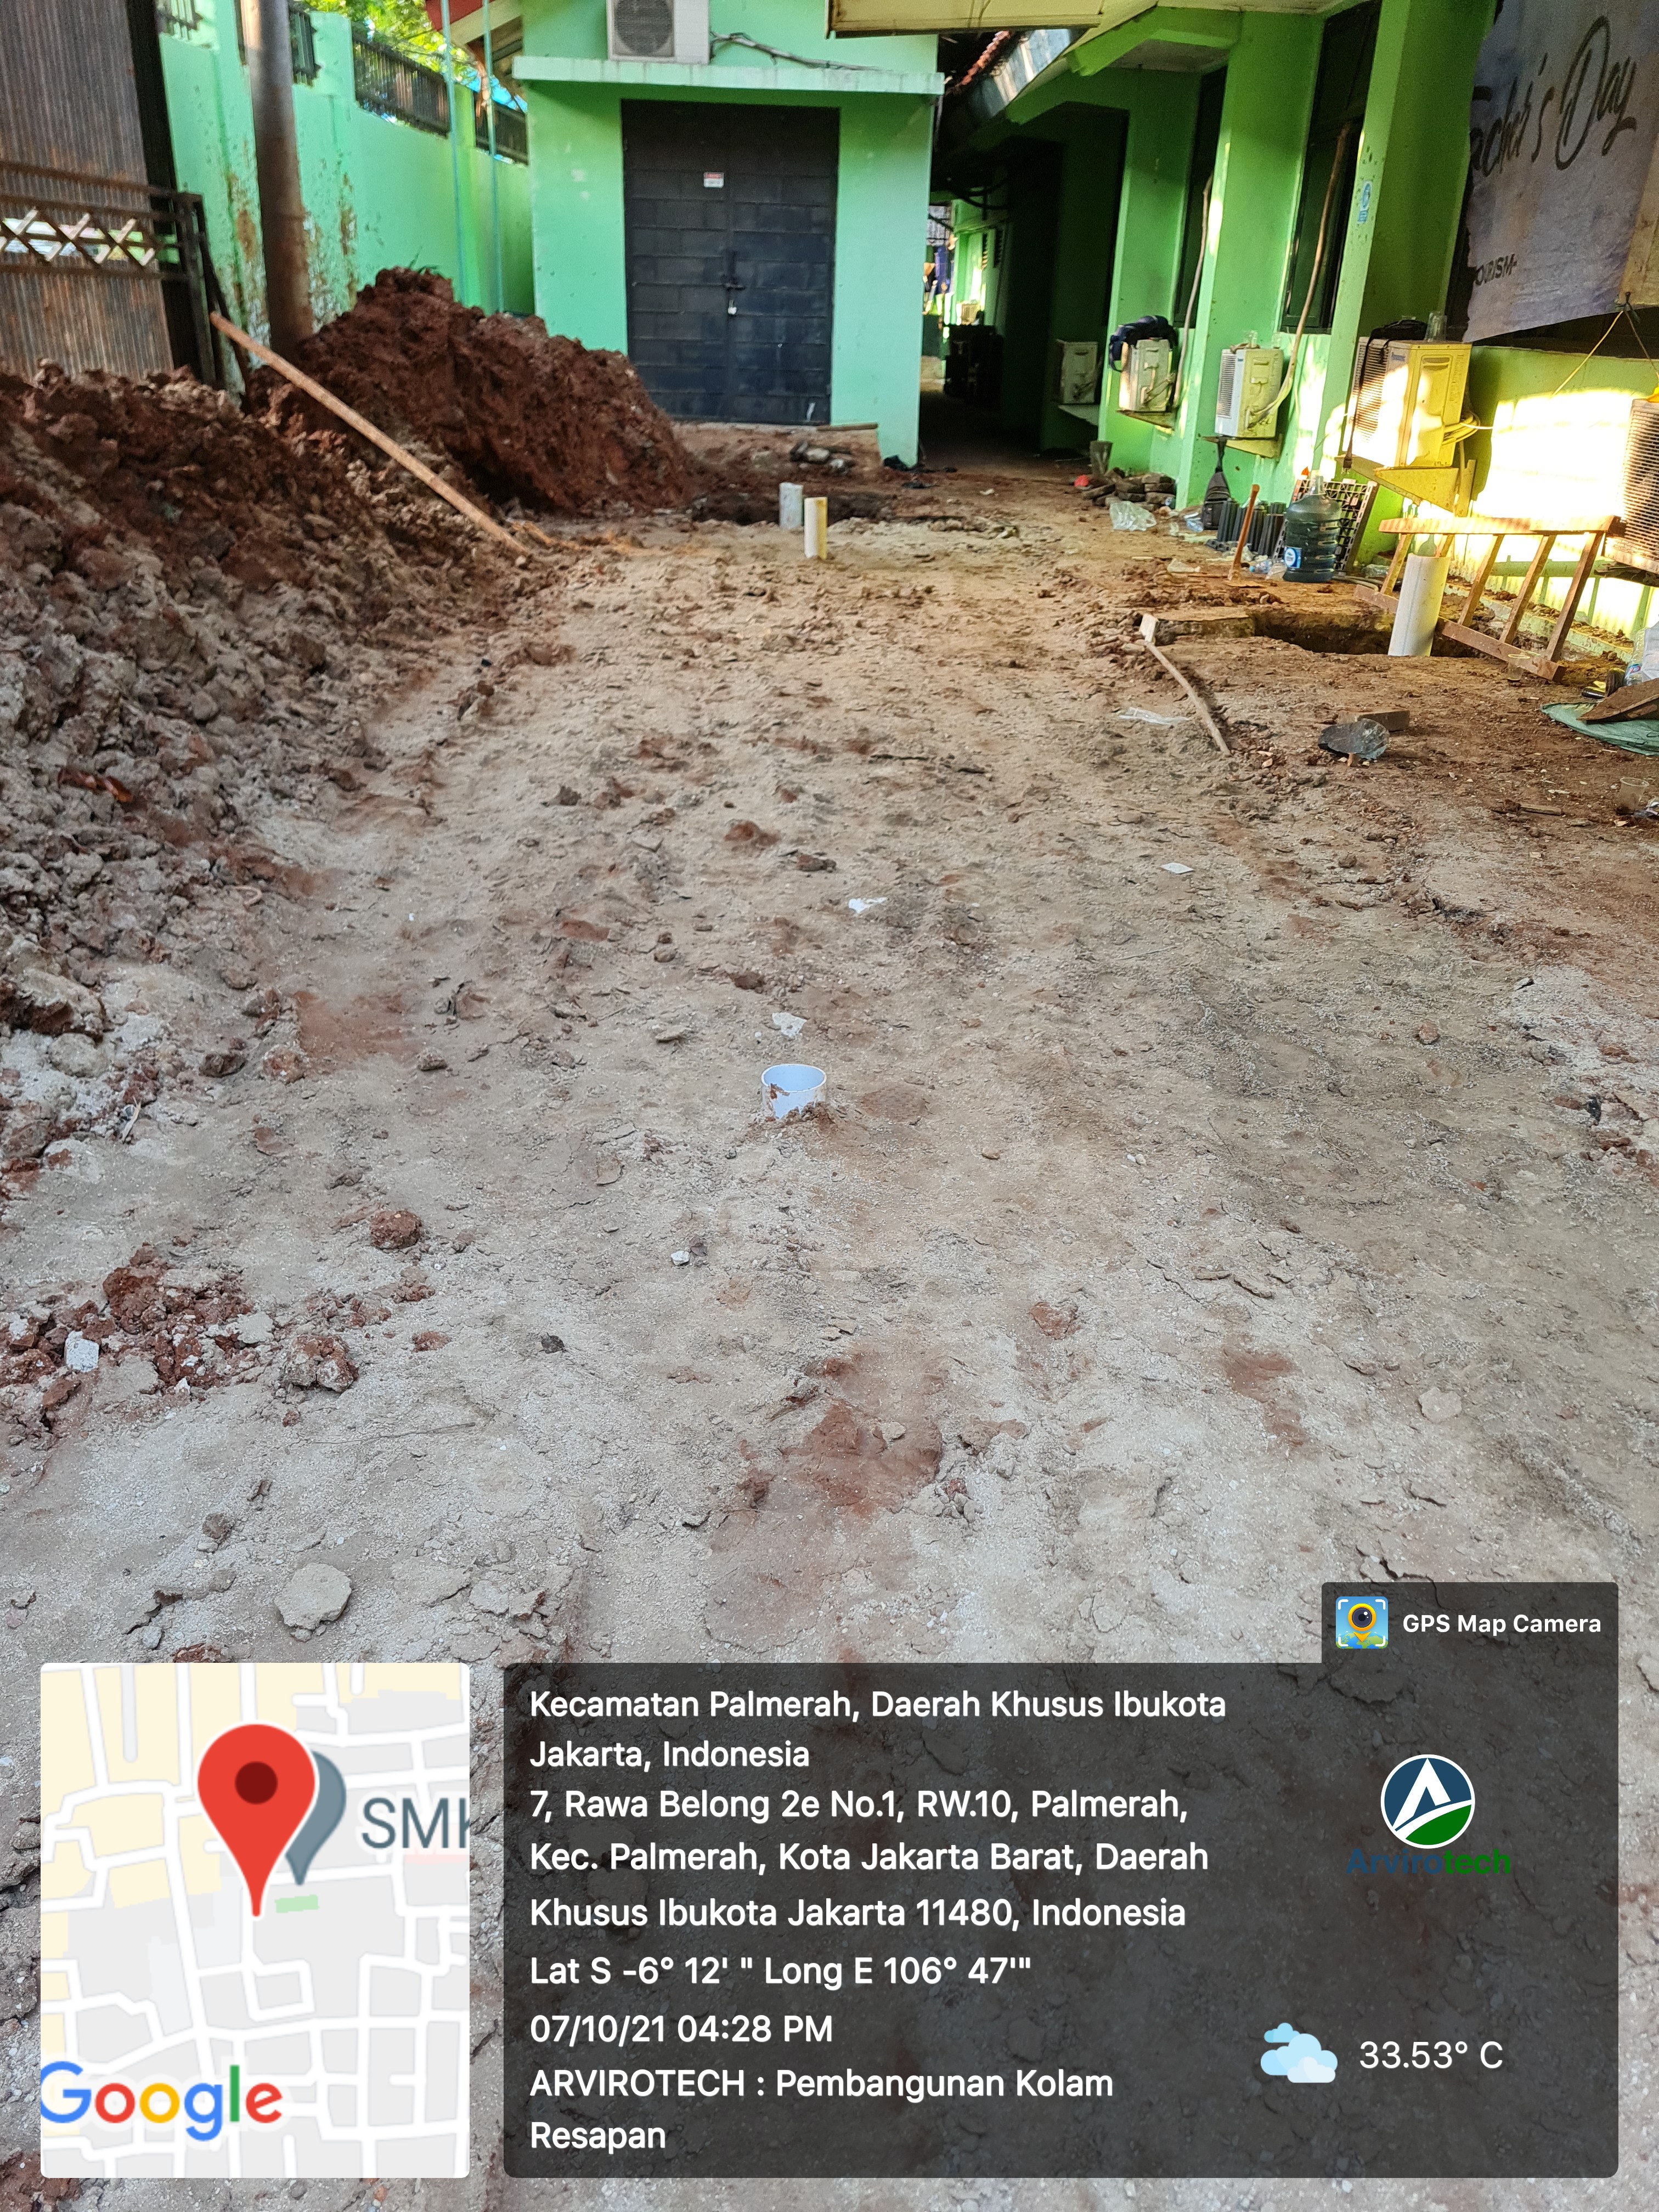 's Day
GPS Map Camera
Kecamatan Palmerah, Daerah Khusus Ibukota
Jakarta, Indonesia
7, Rawa Belong 2e No.1, RW.10, Palmerah,
Kec. Palmerah, Kota Jakarta Barat, Daerah
Khusus Ibukota Jakarta 11480, Indonesia
Lat S -6° 12' " Long E 106° 47'"
07/10/21 04:28 PM
ARVIROTECH : Pembangunan Kolam
Resapan
Arvirotech
33.53° C
SMK
Google